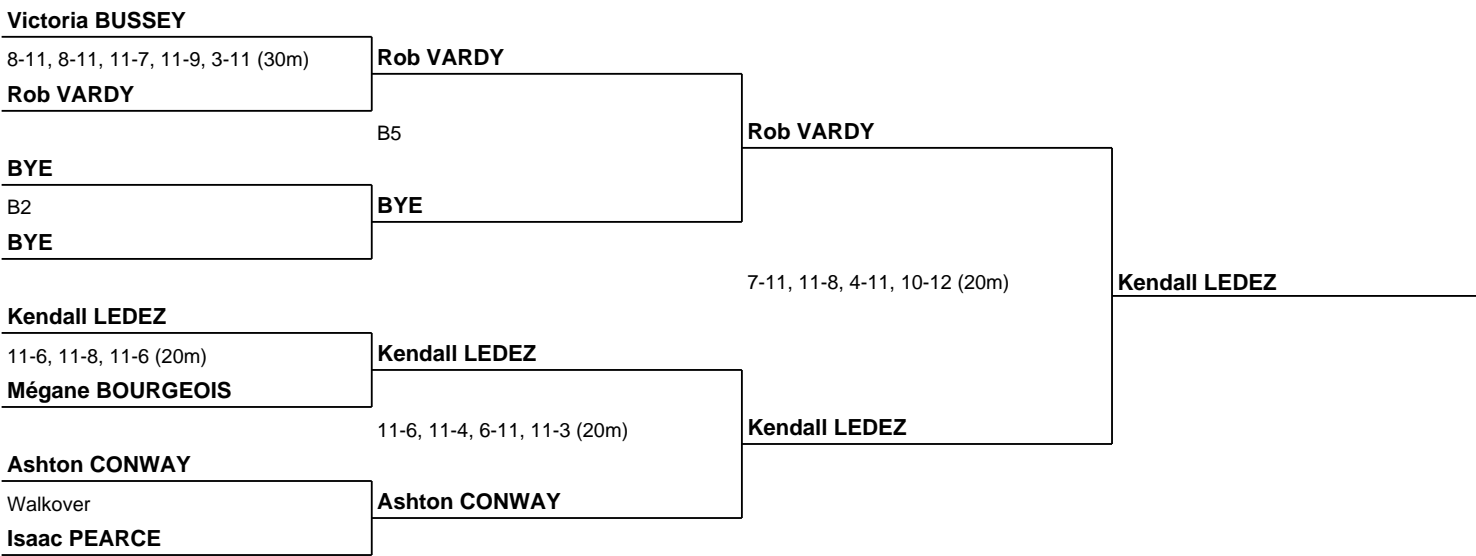 Victoria BUSSEY
8-11, 8-11, 11-7, 11-9, 3-11 (30m)
Rob VARDY
BYE
B2
BYE
Kendall LEDEZ
11-6, 11-8, 11-6 (20m)
Mégane BOURGEOIS
Ashton CONWAY
Walkover
Isaac PEARCE
Rob VARDY
B5
BYE
Kendall LEDEZ
11-6, 11-4, 6-11, 11-3 (20m)
Ashton CONWAY
Rob VARDY
7-11, 11-8, 4-11, 10-12 (20m)
Kendall LEDEZ
Kendall LEDEZ